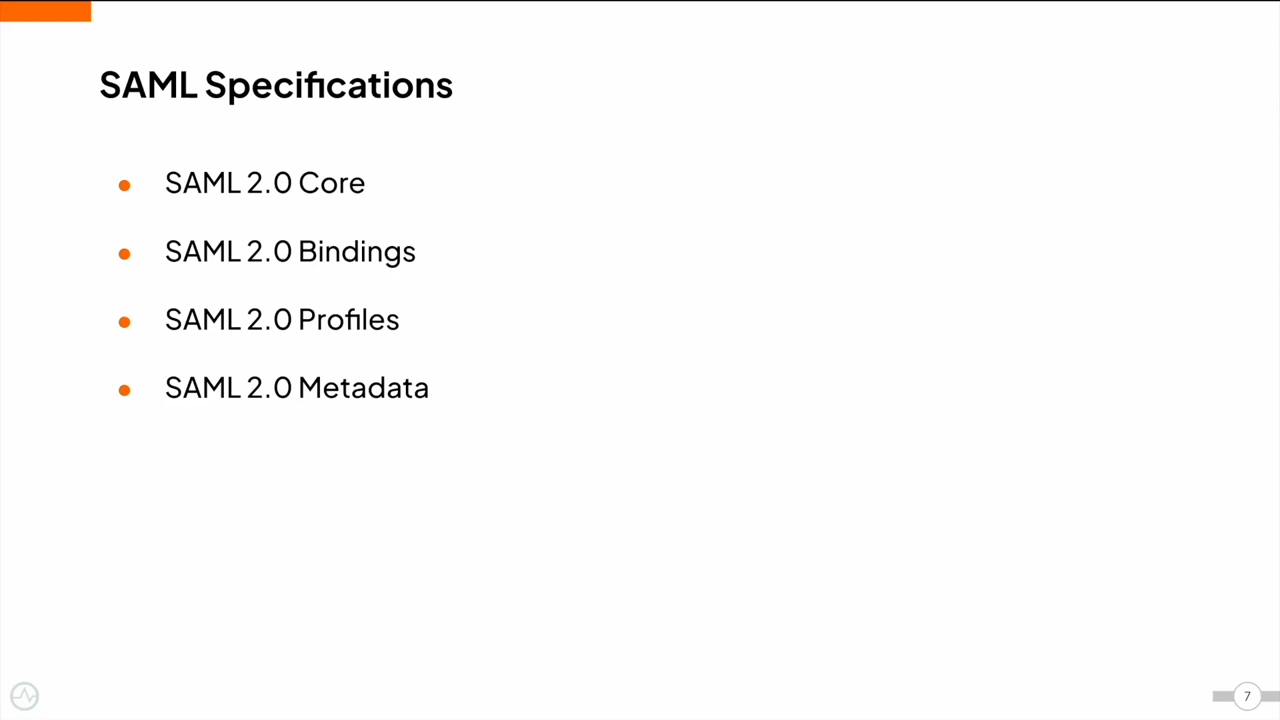 SAML Specifications
SAML 2.0 Core
SAML 2.0 Bindings
SAML 2.0 Profiles
SAML 2.0 Metadata
7